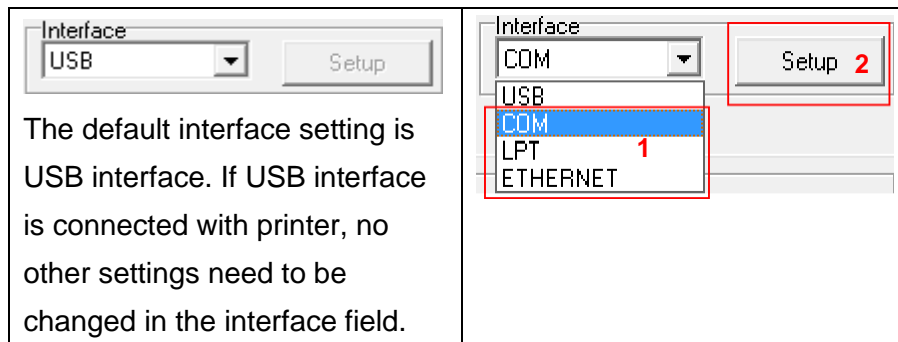 Interface
USB
Setup
The default interface setting is
USB interface. If USB interface
is connected with printer, no
other settings need to be
changed in the interface field.
Interface
COM
Setup 2
USB
COM
LPT 1
ETHERNET